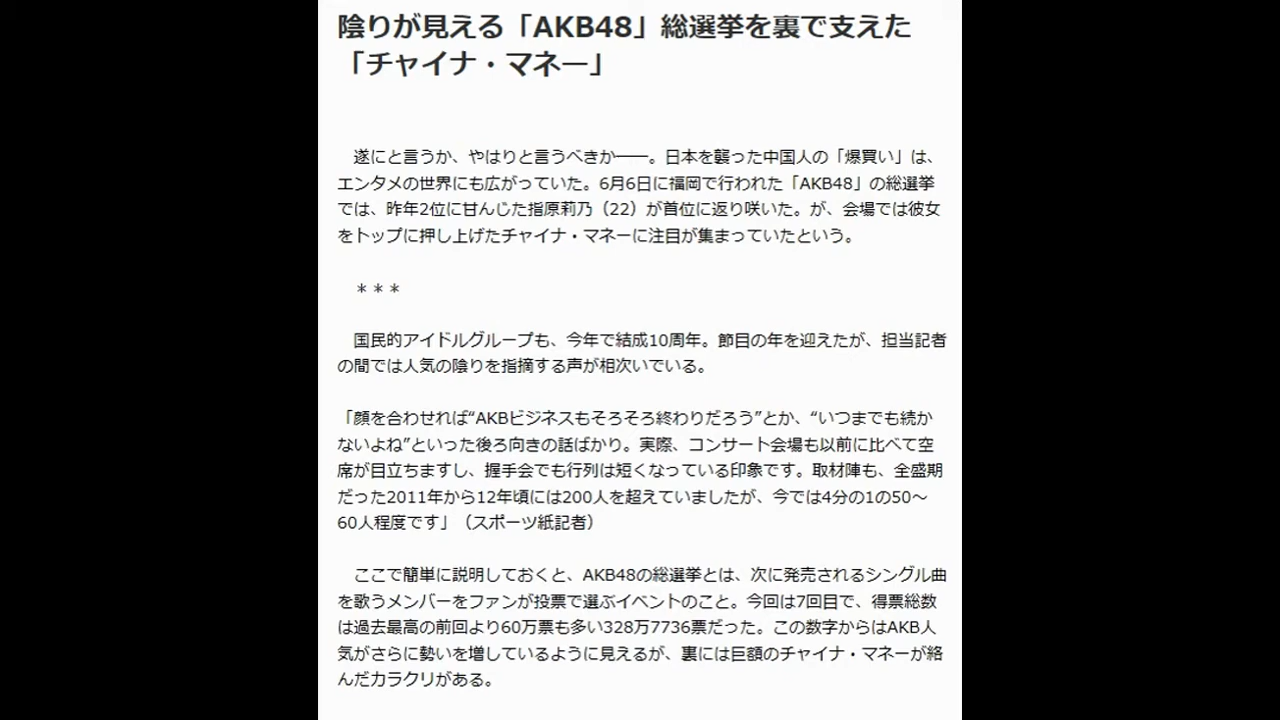 陰りが見える「AKB48」総選挙を裏で支えた
「チャイナ・マネー」
遂にと言うか、やはりと言うべきか――。日本を襲った中国人の「爆買い」は、
エンタメの世界にも広がっていた。6月6日に福岡で行われた「AKB48」の総選挙
では、昨年2位に甘んじた指原莉乃（22）が首位に返り咲いた。が、会場では彼女
をトップに押し上げたチャイナ・マネーに注目が集まっていたという。
＊＊＊
国民的アイドルグループも、今年で結成10周年。節目の年を迎えたが、担当記者
の間では人気の陰りを指摘する声が相次いでいる。
「顔を合わせれば“AKBビジネスもそろそろ終わりだろう”とか、“いつまでも続か
ないよね”といった後ろ向きの話ばかり。実際、コンサート会場も以前に比べて空
席が目立ちますし、握手会でも行列は短くなっている印象です。取材陣も、全盛期
だった2011年から12年頃には200人を超えていましたが、今では4分の1の50～
60人程度です」（スポーツ紙記者）
ここで簡単に説明しておくと、AKB48の総選挙とは、次に発売されるシングル曲
を歌うメンバーをファンが投票で選ぶイベントのこと。今回は7回目で、得票総数
は過去最高の前回より60万票も多い328万7736票だった。この数字からはAKB人
気がさらに勢いを増しているように見えるが、裏には巨額のチャイナ・マネーが絡
んだカラクリがある。